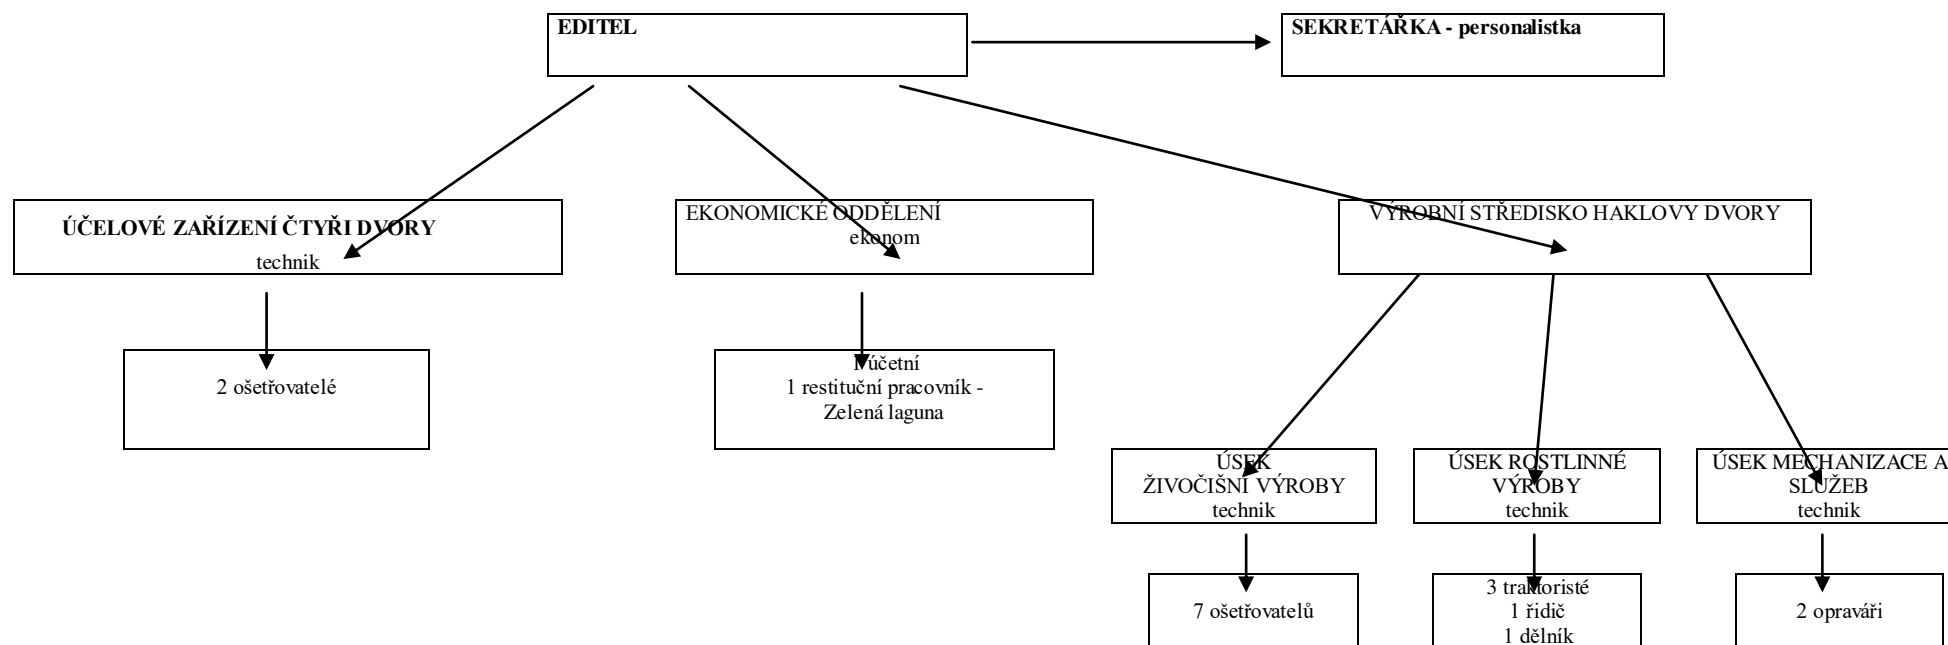 EDITEL
SEKRETÁŘKA - personalistka
ÚČELOVÉ ZAŘÍZENÍ ČTYŘI DVORY
technik
EKONOMICKÉ ODDĚLENÍ
ekonom
VÝROBNÍ STŘEDISKO HAKLOVY DVORY
2 ošetřovatelé
účetní
1 restituční pracovník -
Zelená laguna
ÚSEK
ŽIVOČIŠNÍ VÝROBY
technik
ÚSEK ROSTLINNÉ
VÝROBY
technik
ÚSEK MECHANIZACE A
SLUŽEB
technik
7 ošetřovatelů
3 traktoristé
1 řidič
1 dělník
2 opraváři